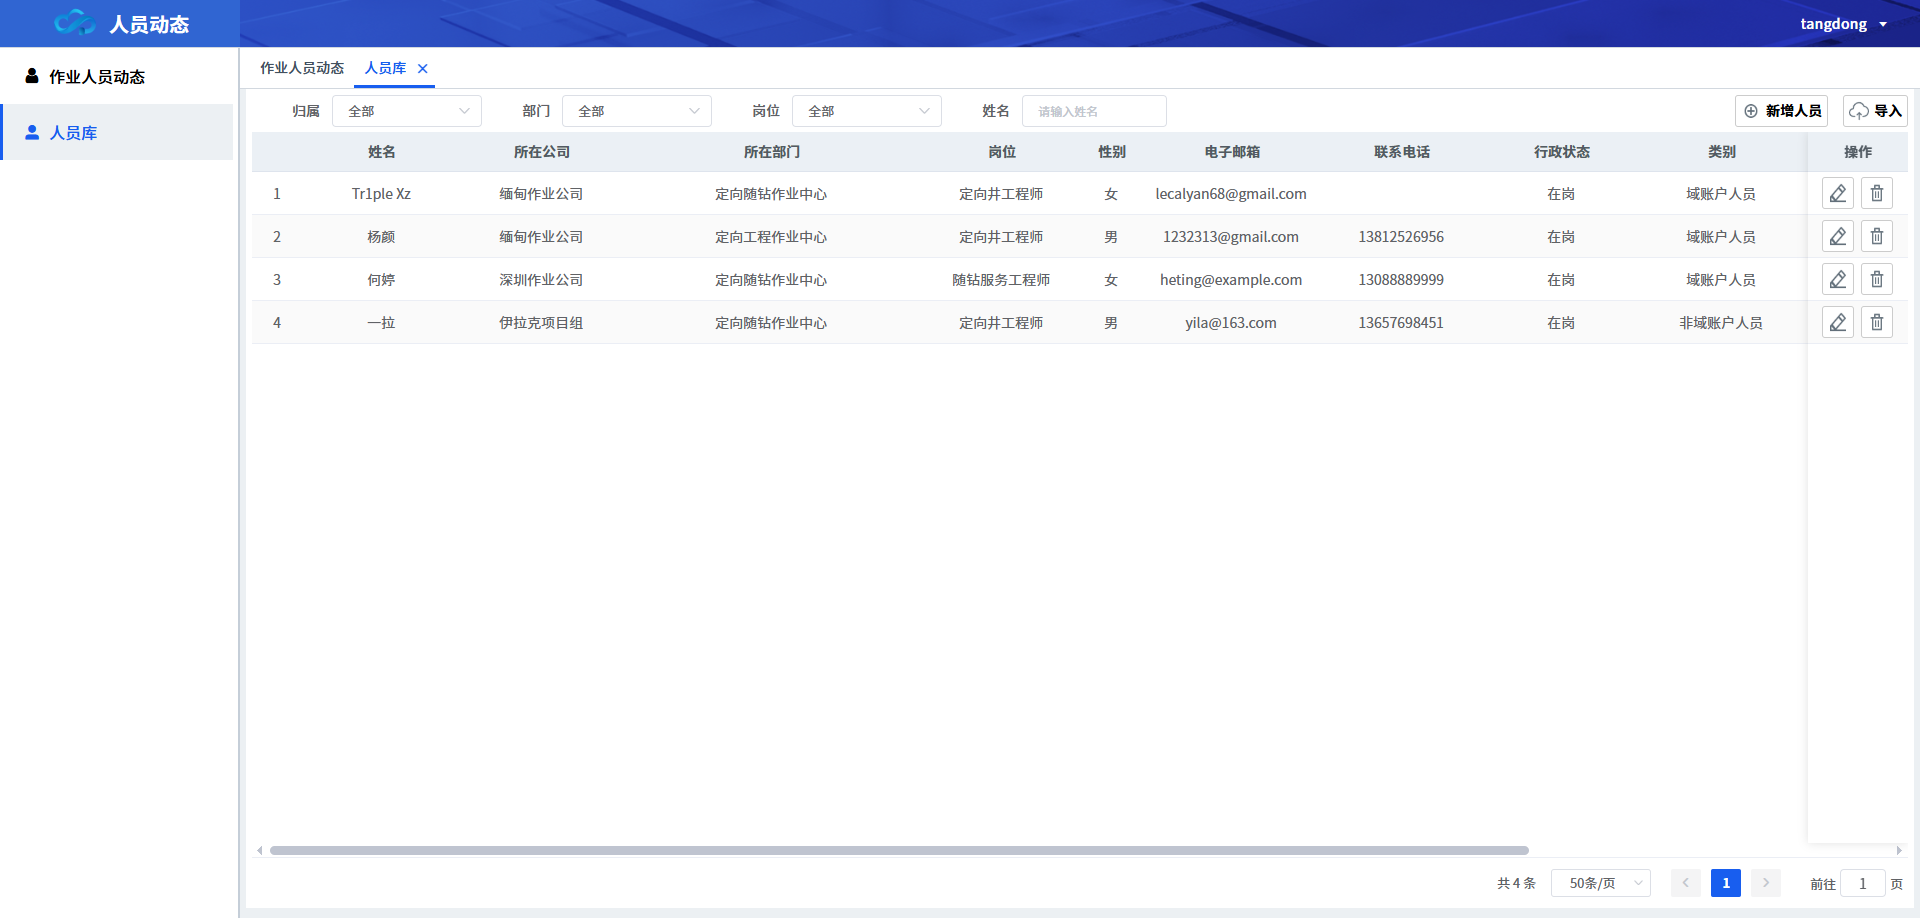 人员动态
tangdong
作业人员动态
人员库
作业人员动态 人员库
归属 全部 部门 全部 岗位 全部 姓名 请输入姓名 新增人员 导入
姓名 所在公司 所在部门 岗位 性别 电子邮箱 联系电话 行政状态 类别 操作
1 Tr1ple Xz 缅甸作业公司 定向随钻作业中心 定向井工程师 女 lecalyan68@gmail.com 在岗 域账户人员
2 杨颜 缅甸作业公司 定向工程作业中心 定向井工程师 男 1232313@gmail.com 13812526956 在岗 域账户人员
3 何婷 深圳作业公司 定向随钻作业中心 随钻服务工程师 女 heting@example.com 13088889999 在岗 域账户人员
4 一拉 伊拉克项目组 定向随钻作业中心 定向井工程师 男 yila@163.com 13657698451 在岗 非域账户人员
共 4 条 50条/页 1 前往 1 页